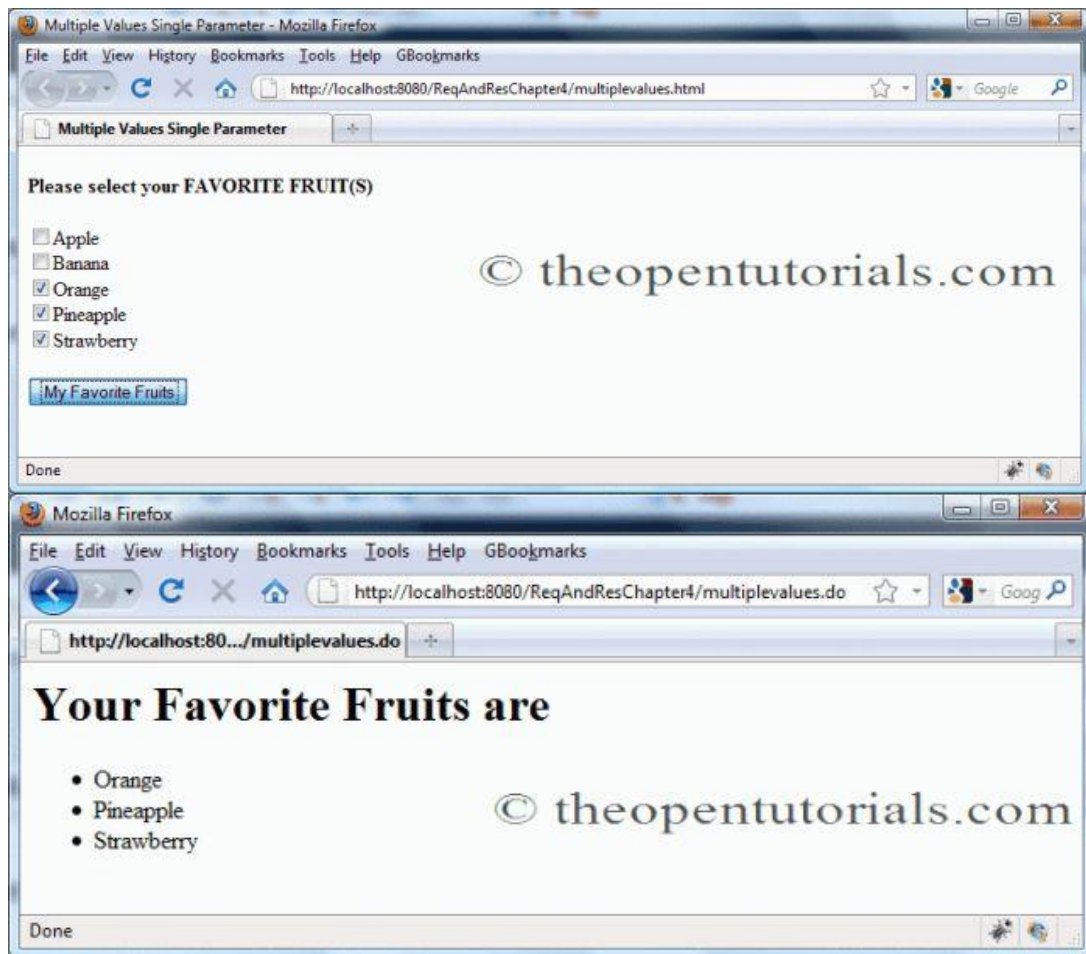 Multiple Values Single Parameter - Mozilla Firefox
File Edit View History Bookmarks Tools Help GBookmarks
http://localhost:8080/ReqAndResChapter4/multiplevalues.html Google
Multiple Values Single Parameter
Please select your FAVORITE FRUIT(S)
Apple
Banana
Orange
Pineapple
Strawberry
© theopentutorials.com
My Favorite Fruits
Done
Mozilla Firefox
File Edit View History Bookmarks Tools Help GBookmarks
http://localhost:8080/ReqAndResChapter4/multiplevalues.do Goog
http://localhost:80.../multiplevalues.do
Your Favorite Fruits are
• Orange
• Pineapple
• Strawberry
© theopentutorials.com
Done